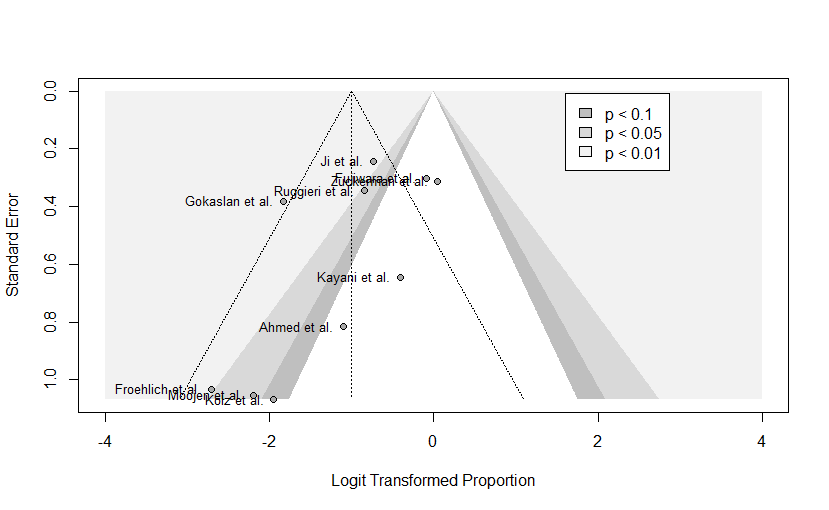 p < 0.1
p < 0.05
p < 0.01
0.0
0.2
0.4
0.6
0.8
1.0
Standard Error
Ji et al.
Fujiwara et al.
Zuckerman et al.
Ruggieri et al.
Gokaslan et al.
Kayani et al.
Ahmed et al.
Froehlich et al.
Moojen et al.
Kolz et al.
-4
-2
0
2
4
Logit Transformed Proportion